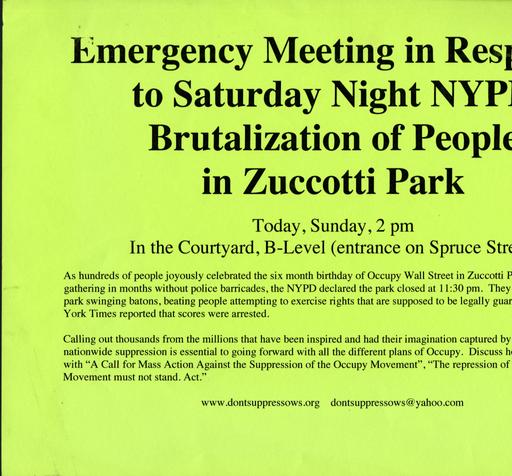 Emergency Meeting in Resp
to Saturday Night NYP
Brutalization of People
in Zuccotti Park
Today, Sunday, 2 pm
In the Courtyard, B-Level (entrance on Spruce Stre
As hundreds of people joyously celebrated the six month birthday of Occupy Wall Street in Zuccotti P
gathering in months without police barricades, the NYPD declared the park closed at 11:30 pm. They
park swinging batons, beating people attempting to exercise rights that are supposed to be legally guar
York Times reported that scores were arrested.
Calling out thousands from the millions that have been inspired and had their imagination captured by
nationwide suppression is essential to going forward with all the different plans of Occupy. Discuss h
with “A Call for Mass Action Against the Suppression of the Occupy Movement”, “The repression of
Movement must not stand. Act.”
www.dontsuppressows.org dontsuppressows@yahoo.com